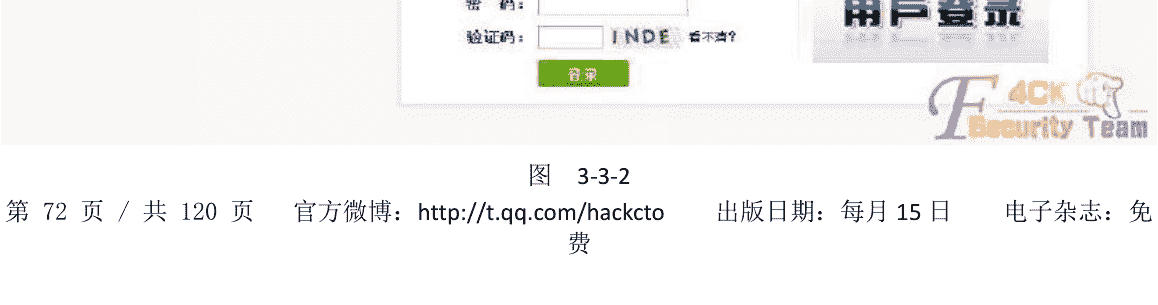 密 码：
用户登录
验证码： INDE 看不清?
登录
F4CK
Security Team
图 3-3-2
第 72 页 / 共 120 页 官方微博：http://t.qq.com/hackcto 出版日期：每月 15 日 电子杂志：免
费